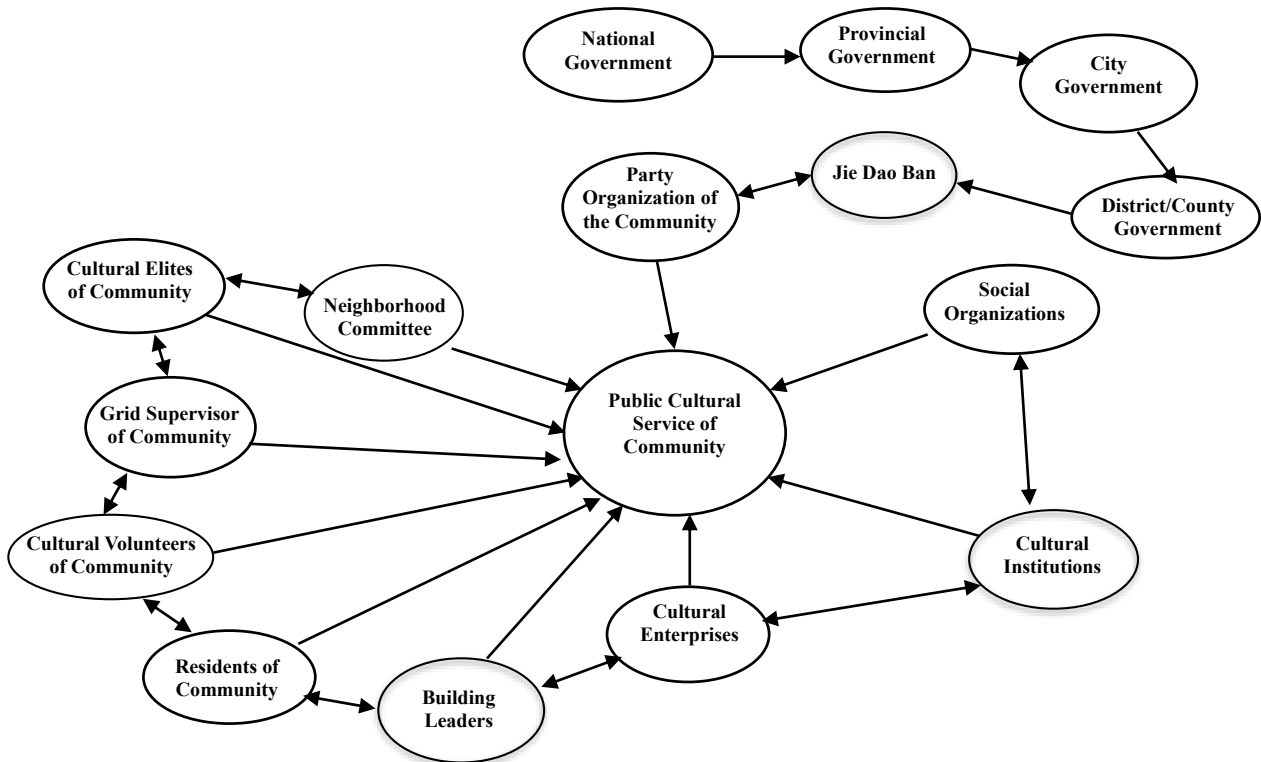 National
Government
Provincial
Government
City
Government
Party
Organization of
the Community
Jie Dao Ban
District/County
Government
Cultural Elites
of Community
Neighborhood
Committee
Social
Organizations
Grid Supervisor
of Community
Public Cultural
Service of
Community
Cultural Volunteers
of Community
Cultural
Institutions
Cultural
Enterprises
Residents of
Community
Building
Leaders